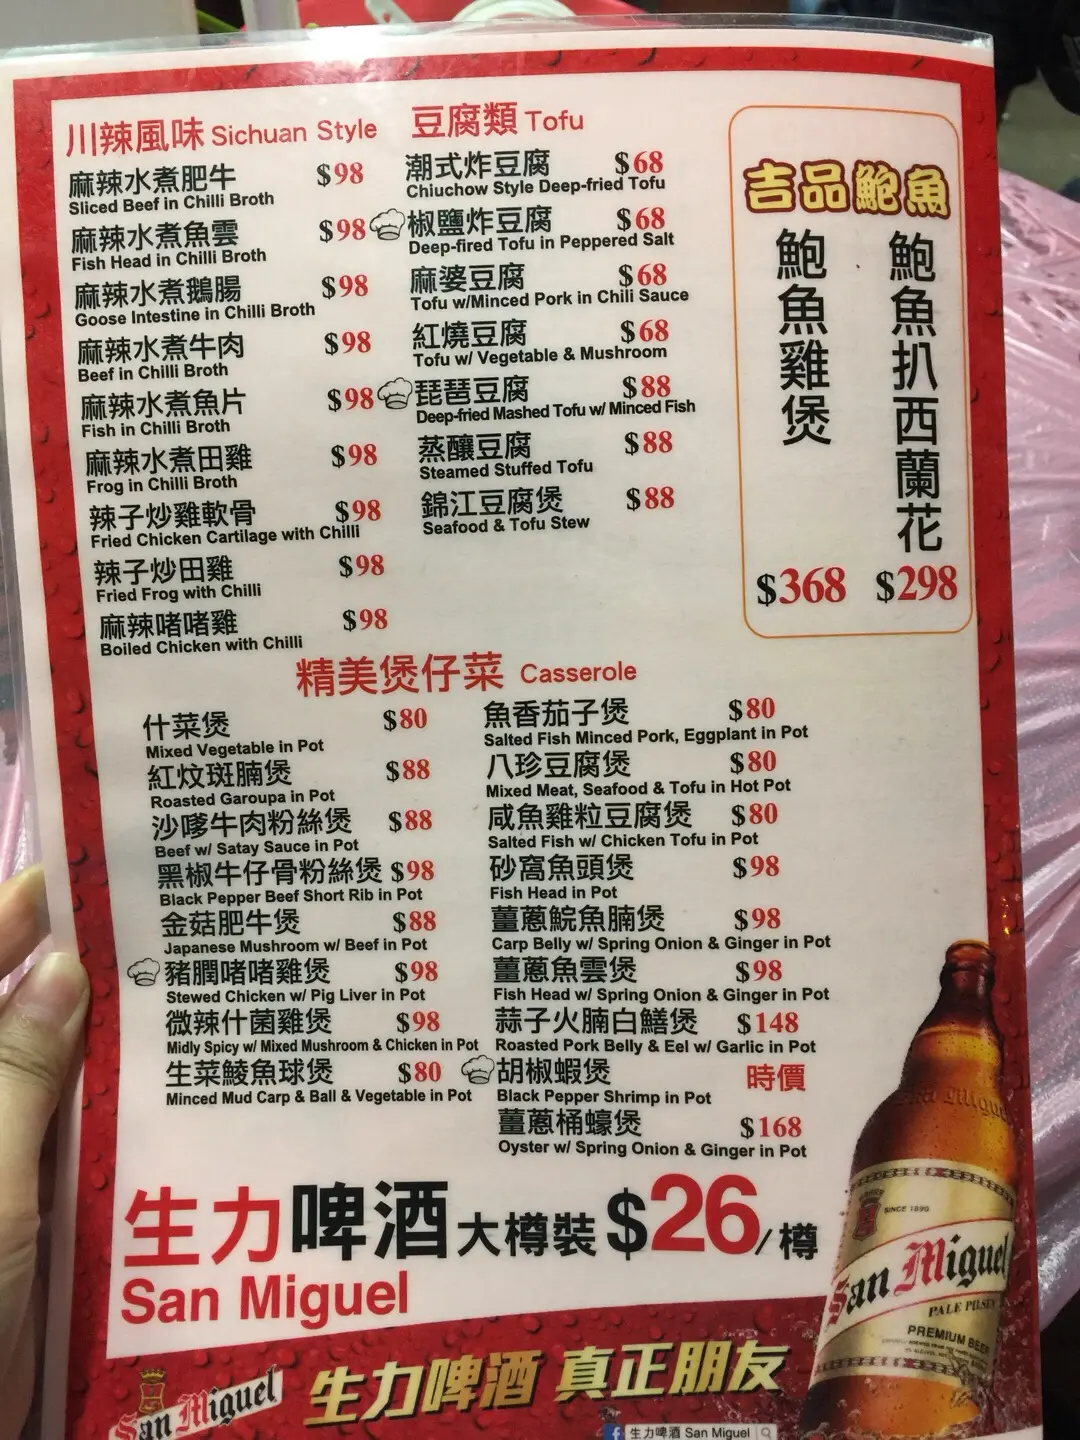 川辣風味 Sichuan Style
麻辣水煮肥牛 $98
Sliced Beef in Chilli Broth
麻辣水煮魚雲 $98
Fish Head in Chilli Broth
麻辣水煮鵝腸 $98
Goose Intestine in Chilli Broth
麻辣水煮牛肉 $98
Beef in Chilli Broth
麻辣水煮魚片 $98
Fish in Chilli Broth
麻辣水煮田雞 $98
Frog in Chilli Broth
辣子炒雞軟骨 $98
Fried Chicken Cartilage with Chilli
辣子炒田雞 $98
Fried Frog with Chilli
麻辣啫啫雞 $98
Boiled Chicken with Chilli
豆腐類 Tofu
潮式炸豆腐 $68
Chiuchow Style Deep-fried Tofu
椒鹽炸豆腐 $68
Deep-fired Tofu in Peppered Salt
麻婆豆腐 $68
Tofu w/Minced Pork in Chili Sauce
紅燒豆腐 $68
Tofu w/ Vegetable & Mushroom
琵琶豆腐 $88
Deep-fried Mashed Tofu w/ Minced Fish
蒸釀豆腐 $88
Steamed Stuffed Tofu
錦江豆腐煲 $88
Seafood & Tofu Stew
吉品鮑魚
鮑魚扒西蘭花
$298
鮑魚雞煲
$368
精美煲仔菜 Casserole
什菜煲 $80
Mixed Vegetable in Pot
紅炆斑腩煲 $88
Roasted Garoupa in Pot
沙嗲牛肉粉絲煲 $88
Beef w/ Satay Sauce in Pot
黑椒牛仔骨粉絲煲 $98
Black Pepper Beef Short Rib in Pot
金菇肥牛煲 $88
Japanese Mushroom w/ Beef in Pot
豬膶啫啫雞煲 $98
Stewed Chicken w/ Pig Liver in Pot
微辣什菌雞煲 $98
Midly Spicy w/ Mixed Mushroom & Chicken in Pot
生菜鯪魚球煲 $80
Minced Mud Carp & Ball & Vegetable in Pot
魚香茄子煲 $80
Salted Fish Minced Pork, Eggplant in Pot
八珍豆腐煲 $80
Mixed Meat, Seafood & Tofu in Hot Pot
咸魚雞粒豆腐煲 $80
Salted Fish w/ Chicken Tofu in Pot
砂窩魚頭煲 $98
Fish Head in Pot
薑蔥鯇魚腩煲 $98
Carp Belly w/ Spring Onion & Ginger in Pot
薑蔥魚雲煲 $98
Fish Head w/ Spring Onion & Ginger in Pot
蒜子火腩白鱔煲 $148
Roasted Pork Belly & Eel w/ Garlic in Pot
胡椒蝦煲 時價
Black Pepper Shrimp in Pot
薑蔥桶蠔煲 $168
Oyster w/ Spring Onion & Ginger in Pot
生力啤酒大樽裝 $26/樽
San Miguel
SINCE 1890
San Miguel
PALE PILSEN
PREMIUM BEER
San Miguel 生力啤酒 真正朋友
生力啤酒 San Miguel